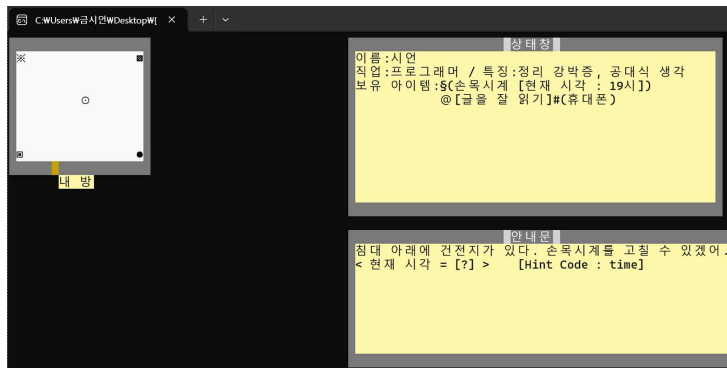 C:₩Users₩금시언₩Desktop₩[
상태창
이름:시언
직업:프로그래머 / 특징:정리 강박증, 공대식 생각
보유 아이템:§(손목시계 [현재 시각 : 19시])
@[글을 잘 읽기]#(휴대폰)
내 방
안내문
침대 아래에 건전지가 있다. 손목시계를 고칠 수 있겠어.
< 현재 시각 = [?] > [Hint Code : time]